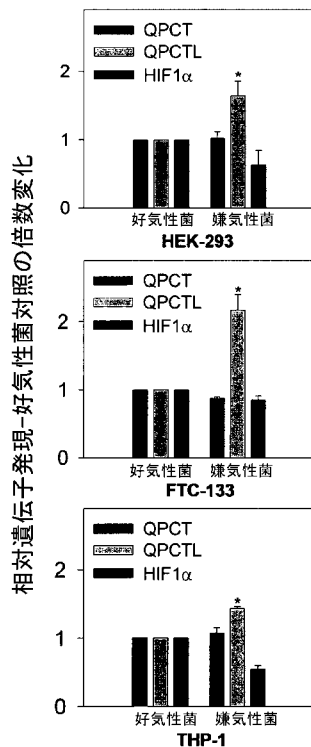 相対遺伝子発現-好気性菌対照の倍数変化
QPCT
QPCTL
HIF1α
2
1
0
*
好気性菌 嫌気性菌
HEK-293
QPCT
QPCTL
HIF1α
2
1
0
*
好気性菌 嫌気性菌
FTC-133
QPCT
QPCTL
HIF1α
2
1
0
*
好気性菌 嫌気性菌
THP-1